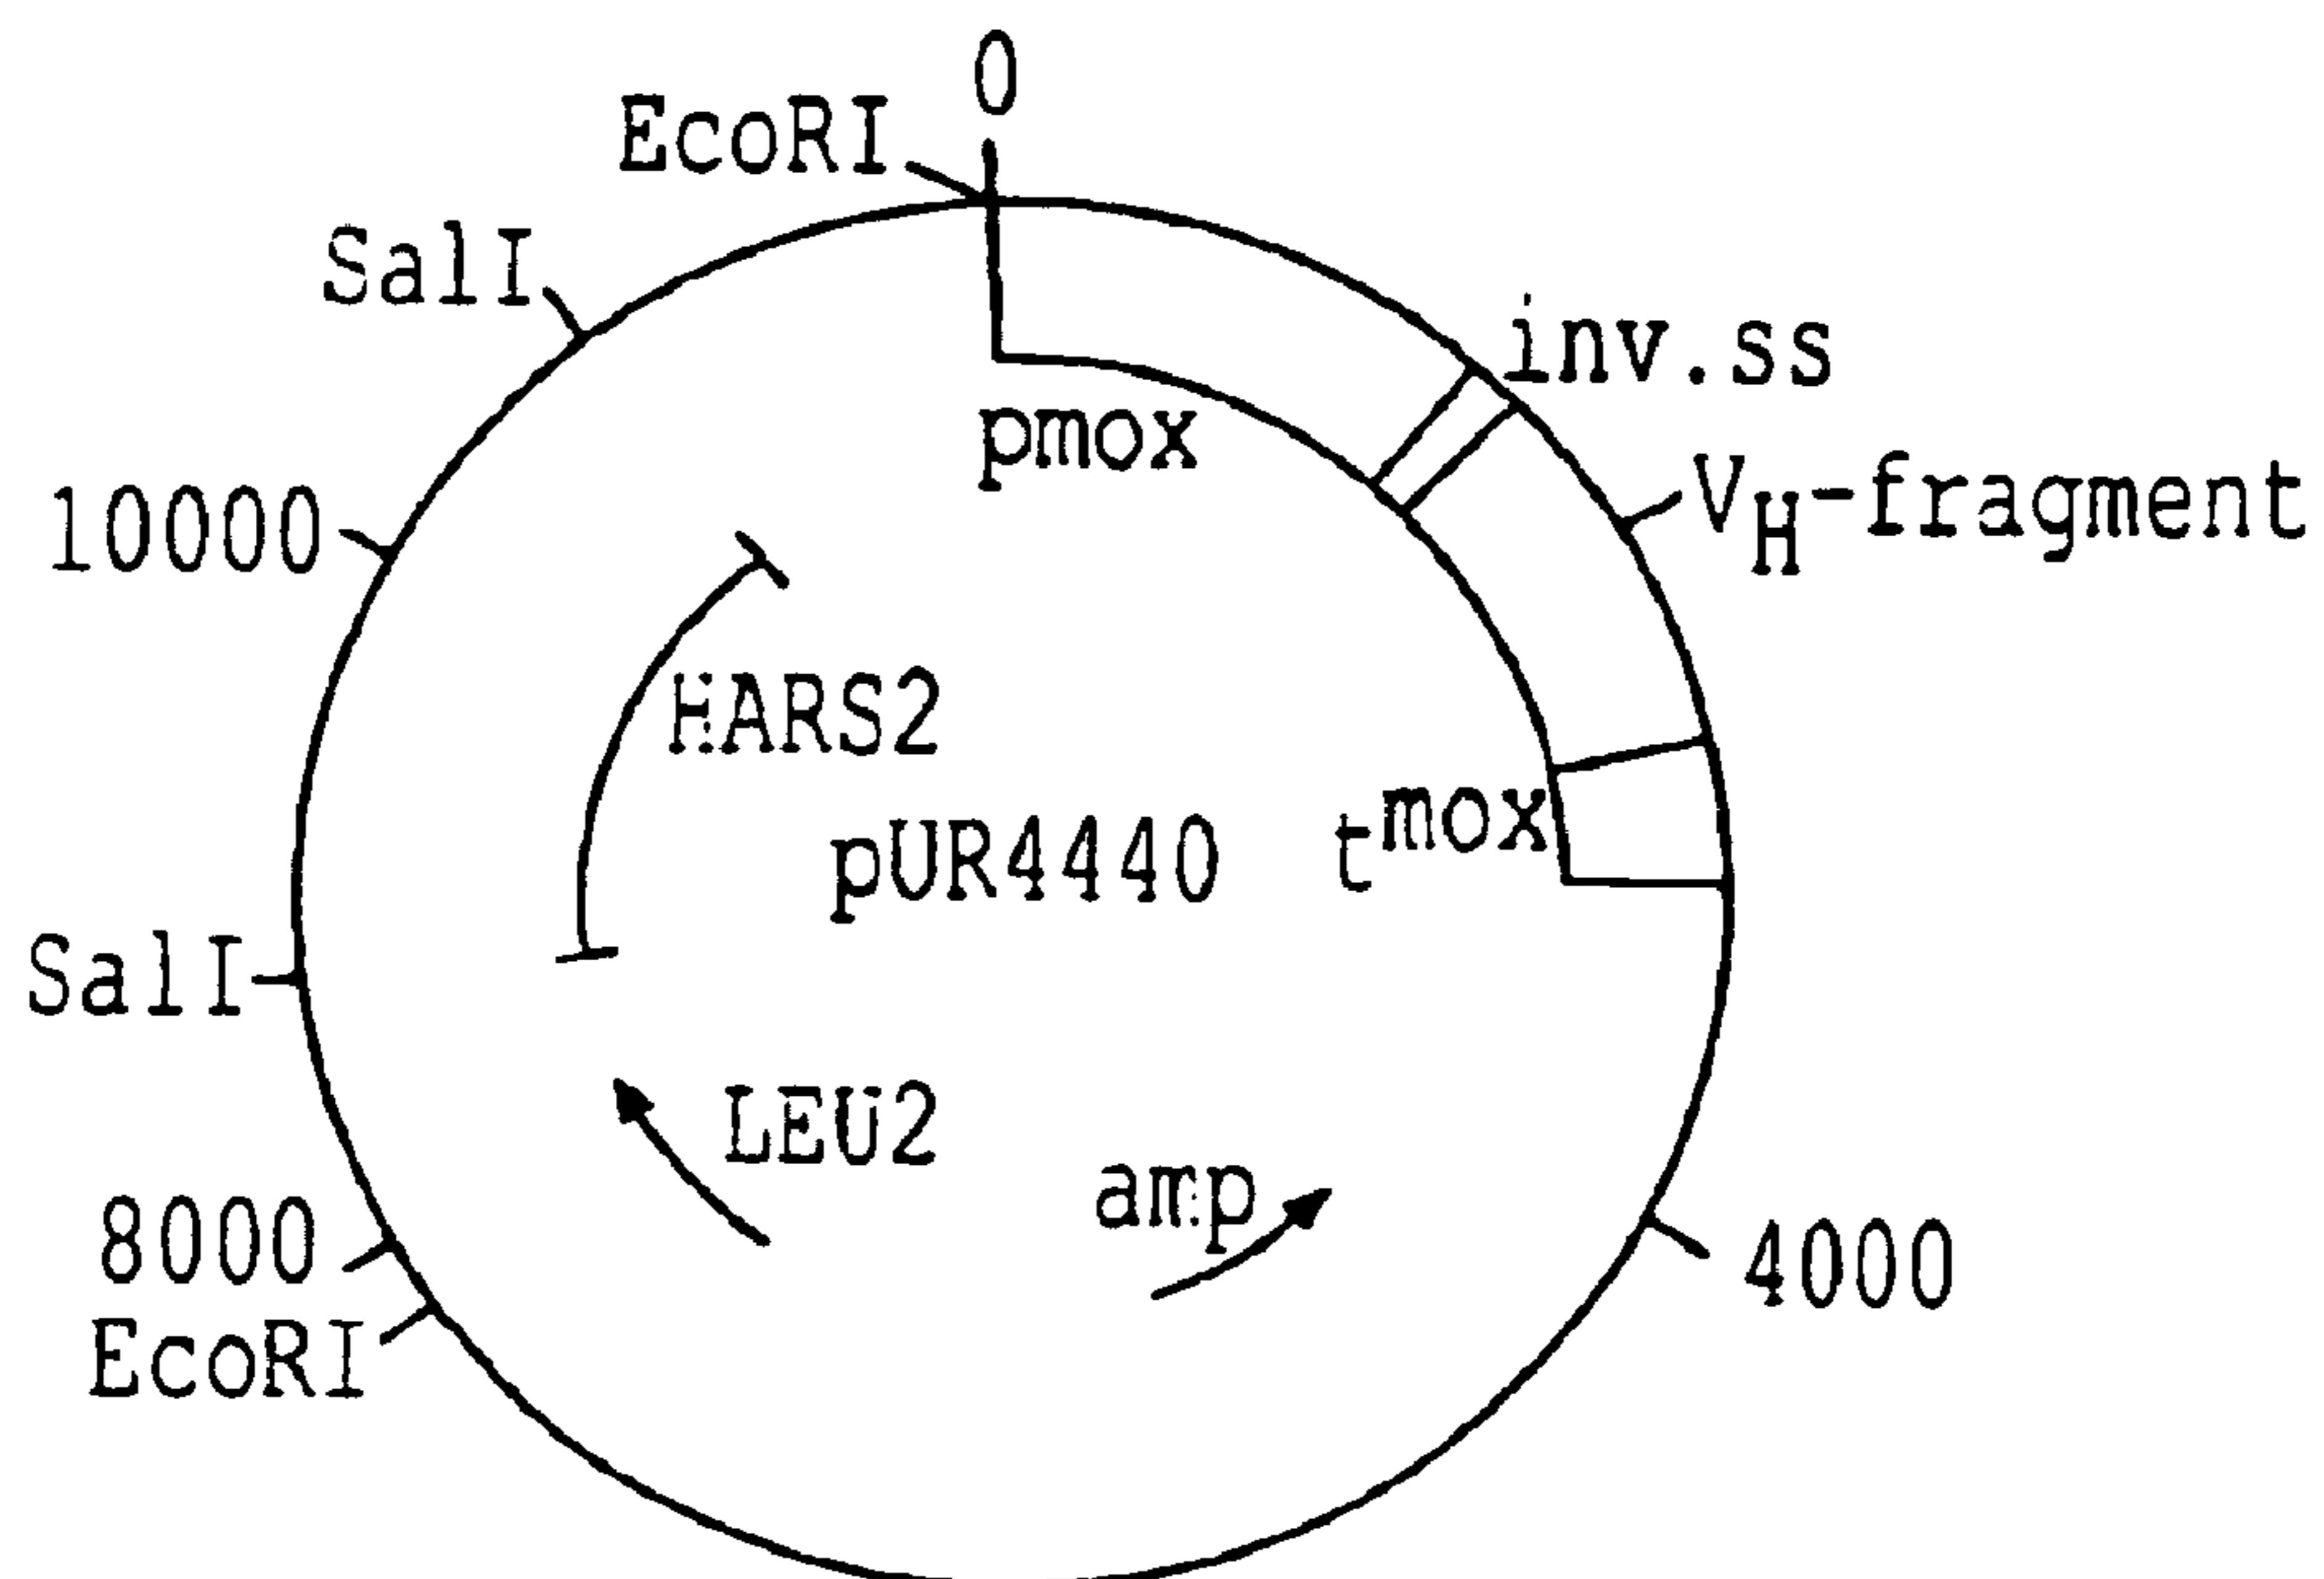 0
EcoRI
SalI
inv.ss
pmox
VH-fragment
10000
HARS2
tmox
pUR4440
SalI
LEU2
amp
8000
4000
EcoRI